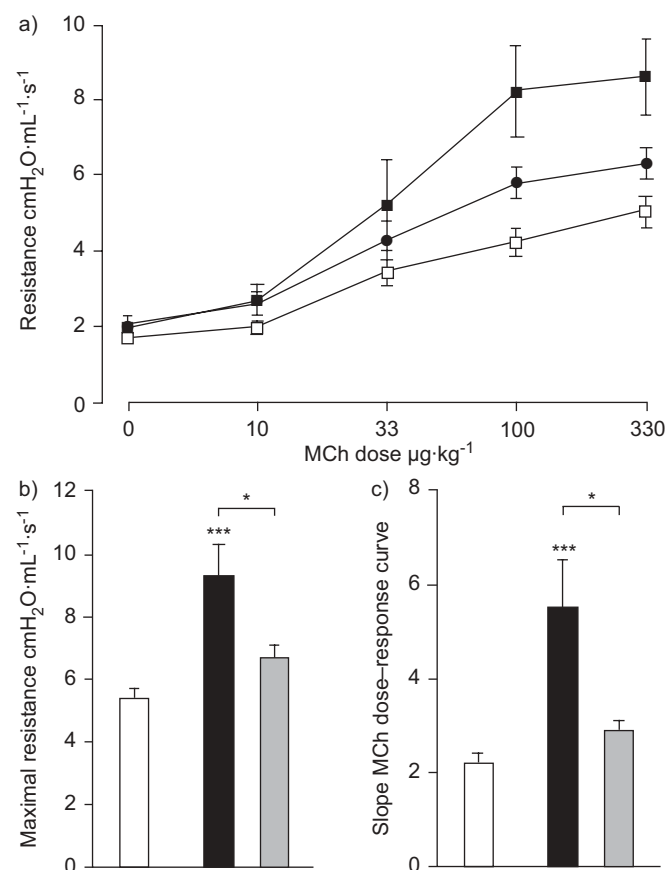 a)
10
8
6
4
2
0
Resistance cmH₂O·mL⁻¹·s⁻¹
0 10 33 100 330
MCh dose µg·kg⁻¹
b)
12
10
8
6
4
2
0
Maximal resistance cmH₂O·mL⁻¹·s⁻¹
*
***
c)
8
6
4
2
0
Slope MCh dose–response curve
*
***